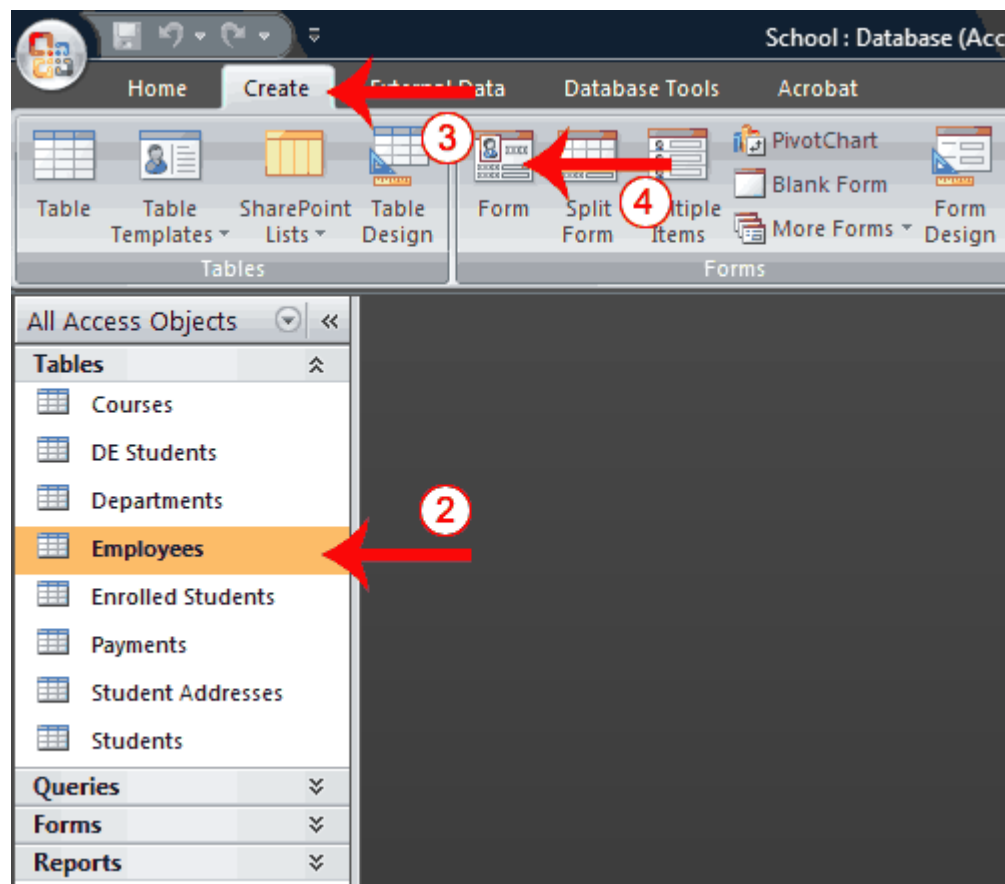 School : Database (Acc
Home Create External Data Database Tools Acrobat
3
4
PivotChart
Blank Form
More Forms
Table Table Templates SharePoint Lists Table Design Form Split Form Items Form Design
Tables Forms
All Access Objects
Tables
Courses
DE Students
Departments
2
Employees
Enrolled Students
Payments
Student Addresses
Students
Queries
Forms
Reports